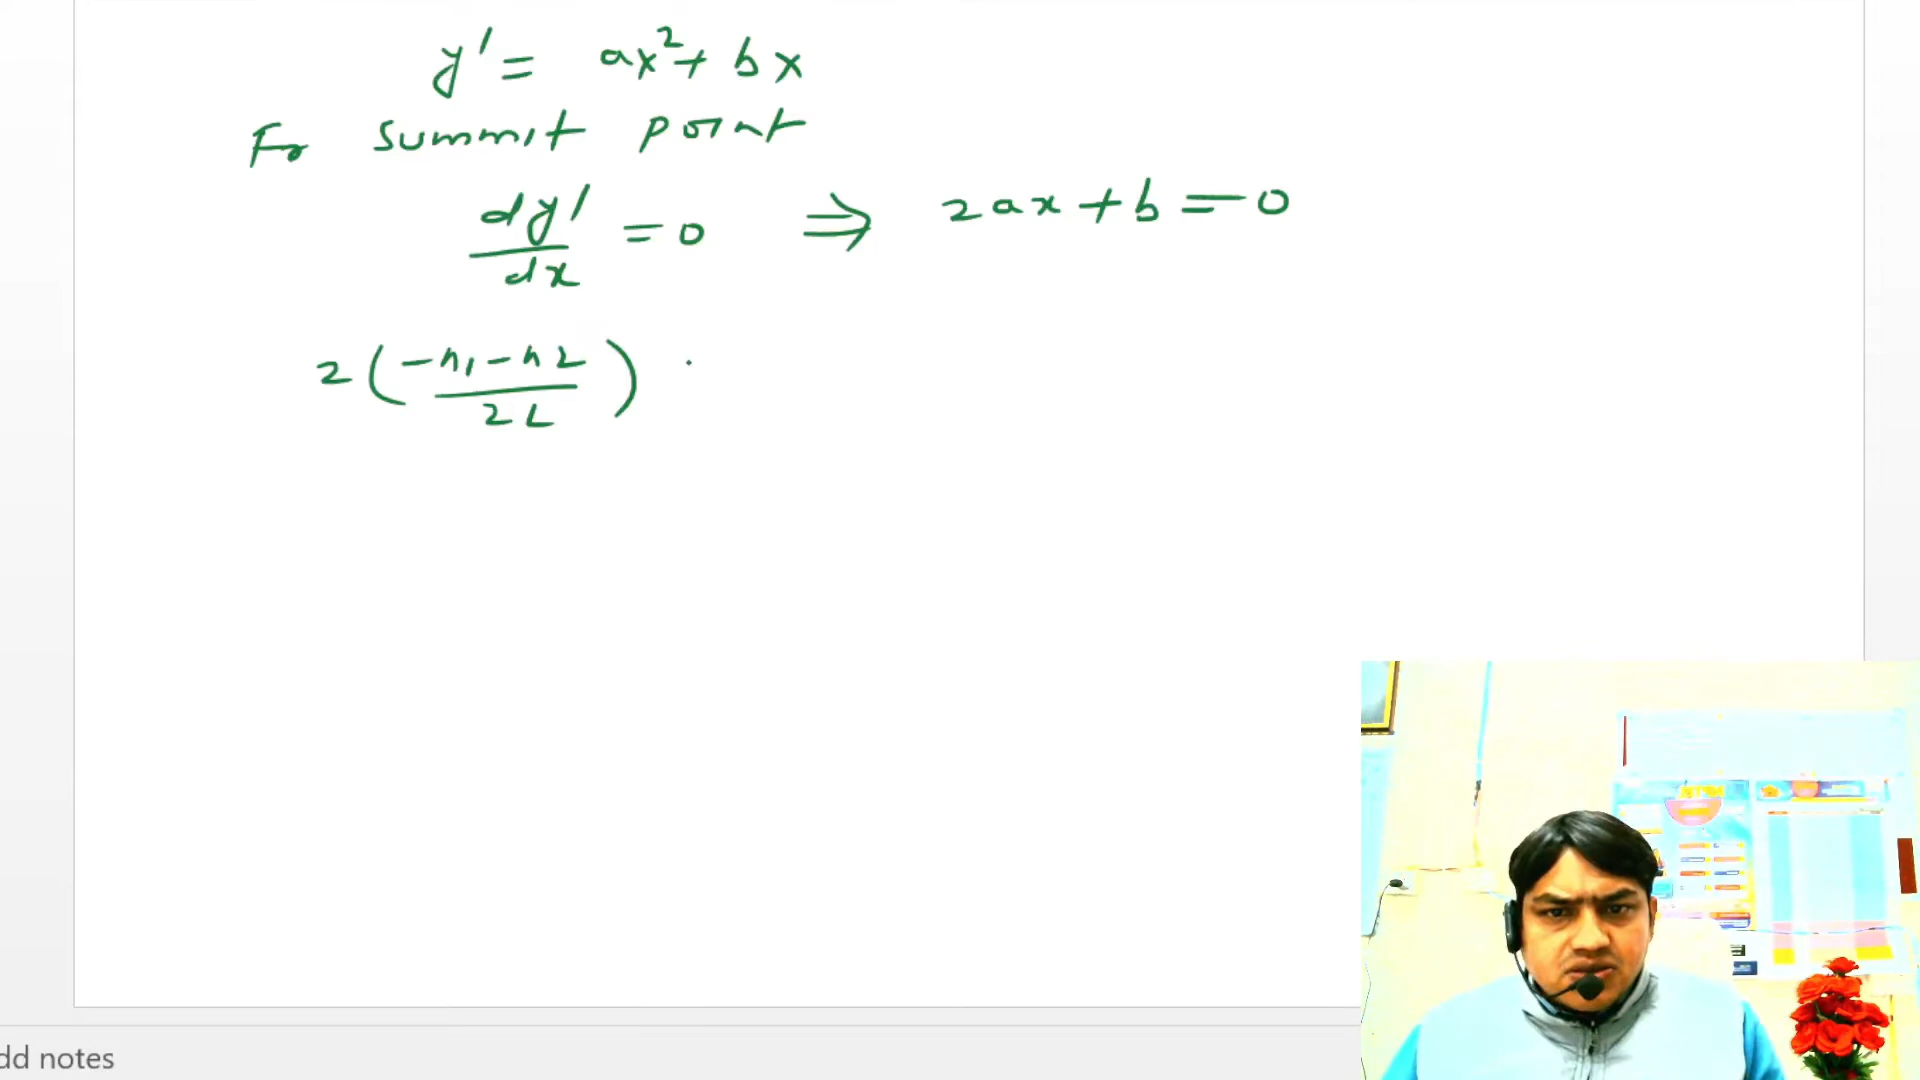 y' = ax² + bx
For summit point
dy'/dx = 0 ⇒ 2ax + b = 0
2(-n₁-n2/2L)
dd notes